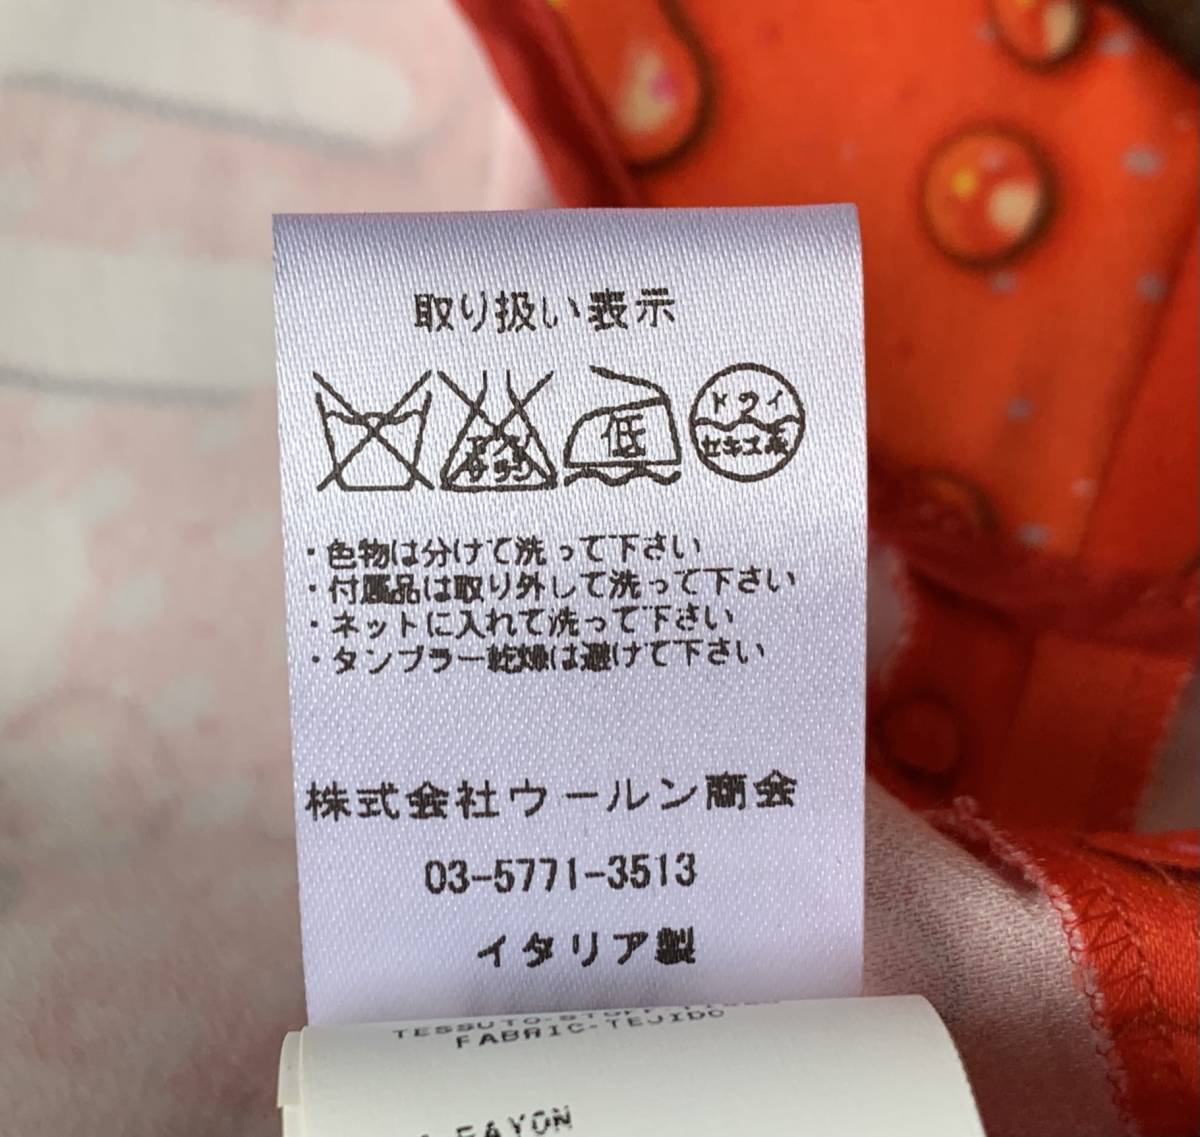 取り扱い表示
低
ドライ
セキユ系
・色物は分けて洗って下さい
・付属品は取り外して洗って下さい
・ネットに入れて洗って下さい
・タンブラー乾燥は避けて下さい
株式会社ウールン商会
03-5771-3513
イタリア製
TESSUTO-STOFF-
FABRIC-TEJIDO